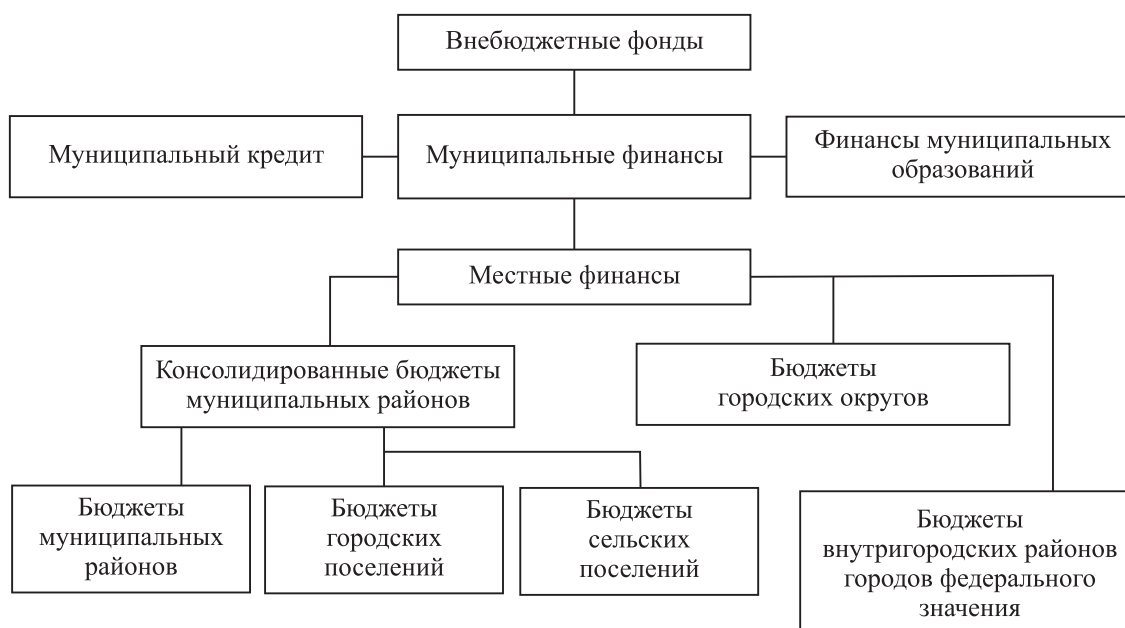 Внебюджетные фонды
Муниципальный кредит
Муниципальные финансы
Финансы муниципальных
образований
Местные финансы
Консолидированные бюджеты
муниципальных районов
Бюджеты
городских округов
Бюджеты
муниципальных
районов
Бюджеты
городских
поселений
Бюджеты
сельских
поселений
Бюджеты
внутригородских районов
городов федерального
значения